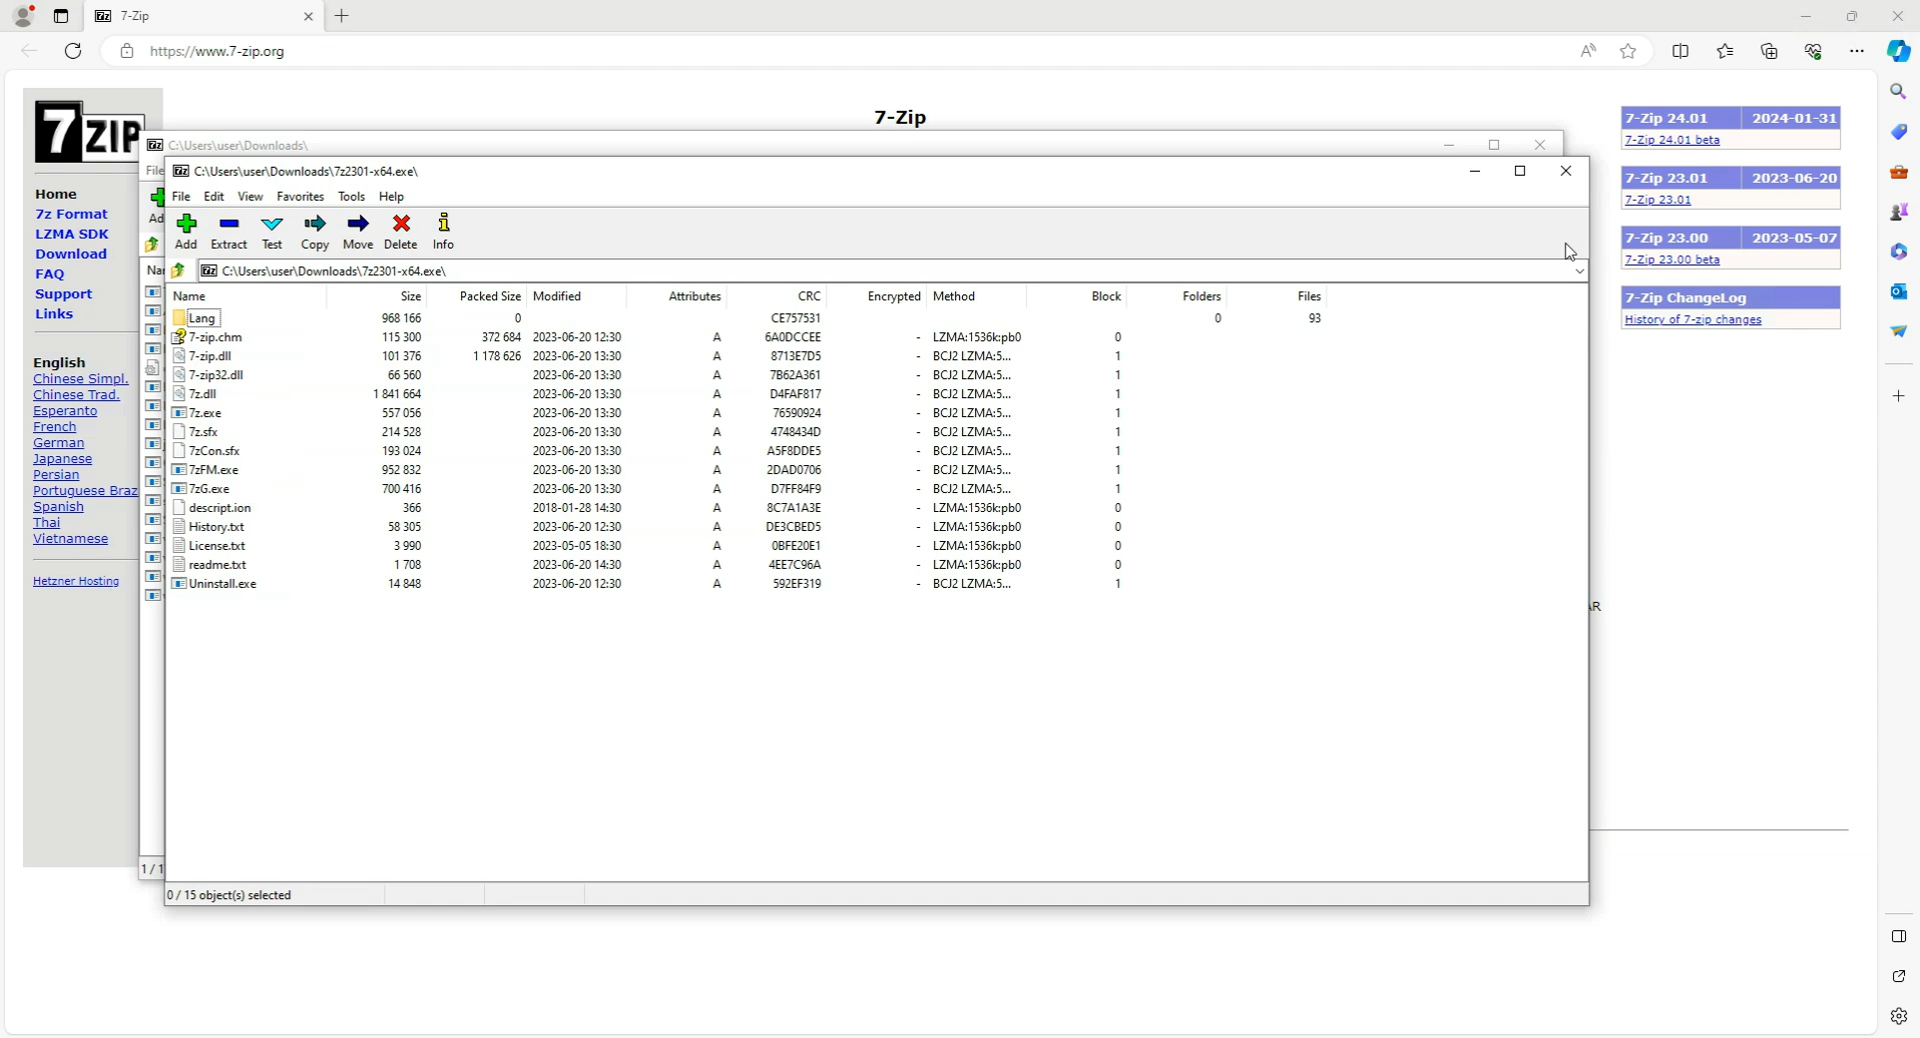 7-Zip
https://www.7-zip.org
7ZIP
7-Zip
Home
7z Format
LZMA SDK
Download
FAQ
Support
Links
English
Chinese Simpl.
Chinese Trad.
Esperanto
French
German
Japanese
Persian
Portuguese Braz
Spanish
Thai
Vietnamese
Hetzner Hosting
C:\Users\user\Downloads\
File
Ad
Nar
1 / 1
C:\Users\user\Downloads\7z2301-x64.exe\
File Edit View Favorites Tools Help
Add Extract Test Copy Move Delete Info
C:\Users\user\Downloads\7z2301-x64.exe\
Name Size Packed Size Modified Attributes CRC Encrypted Method Block Folders Files
Lang 968 166 0 CE757531 0 93
7-zip.chm 115 300 372 684 2023-06-20 12:30 A 6A0DCCEE - LZMA:1536k:pb0 0
7-zip.dll 101 376 1 178 626 2023-06-20 13:30 A 8713E7D5 - BCJ2 LZMA:5... 1
7-zip32.dll 66 560 2023-06-20 13:30 A 7B62A361 - BCJ2 LZMA:5... 1
7z.dll 1 841 664 2023-06-20 13:30 A D4FAF817 - BCJ2 LZMA:5... 1
7z.exe 557 056 2023-06-20 13:30 A 76590924 - BCJ2 LZMA:5... 1
7z.sfx 214 528 2023-06-20 13:30 A 4748434D - BCJ2 LZMA:5... 1
7zCon.sfx 193 024 2023-06-20 13:30 A A5F8DDE5 - BCJ2 LZMA:5... 1
7zFM.exe 952 832 2023-06-20 13:30 A 2DAD0706 - BCJ2 LZMA:5... 1
7zG.exe 700 416 2023-06-20 13:30 A D7FF84F9 - BCJ2 LZMA:5... 1
descript.ion 366 2018-01-28 14:30 A 8C7A1A3E - LZMA:1536k:pb0 0
History.txt 58 305 2023-06-20 12:30 A DE3CBED5 - LZMA:1536k:pb0 0
License.txt 3 990 2023-05-05 18:30 A 0BFE20E1 - LZMA:1536k:pb0 0
readme.txt 1 708 2023-06-20 14:30 A 4EE7C96A - LZMA:1536k:pb0 0
Uninstall.exe 14 848 2023-06-20 12:30 A 592EF319 - BCJ2 LZMA:5... 1
0 / 15 object(s) selected
AR
7-Zip 24.01 2024-01-31
7-Zip 24.01 beta
7-Zip 23.01 2023-06-20
7-Zip 23.01
7-Zip 23.00 2023-05-07
7-Zip 23.00 beta
7-Zip ChangeLog
History of 7-zip changes